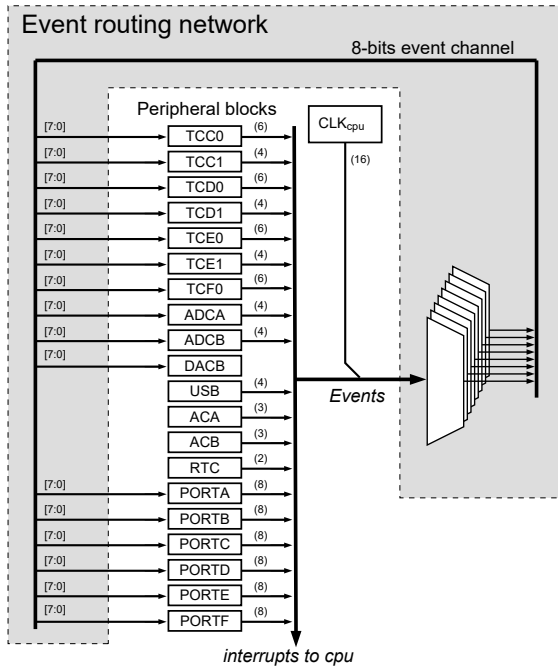 Event routing network
8-bits event channel
Peripheral blocks
CLKcpu
(16)
[7:0] TCC0 (6)
[7:0] TCC1 (4)
[7:0] TCD0 (6)
[7:0] TCD1 (4)
[7:0] TCE0 (6)
[7:0] TCE1 (4)
[7:0] TCF0 (6)
[7:0] ADCA (4)
[7:0] ADCB (4)
[7:0] DACB
USB (4)
Events
ACA (3)
ACB (3)
RTC (2)
[7:0] PORTA (8)
[7:0] PORTB (8)
[7:0] PORTC (8)
[7:0] PORTD (8)
[7:0] PORTE (8)
[7:0] PORTF (8)
interrupts to cpu